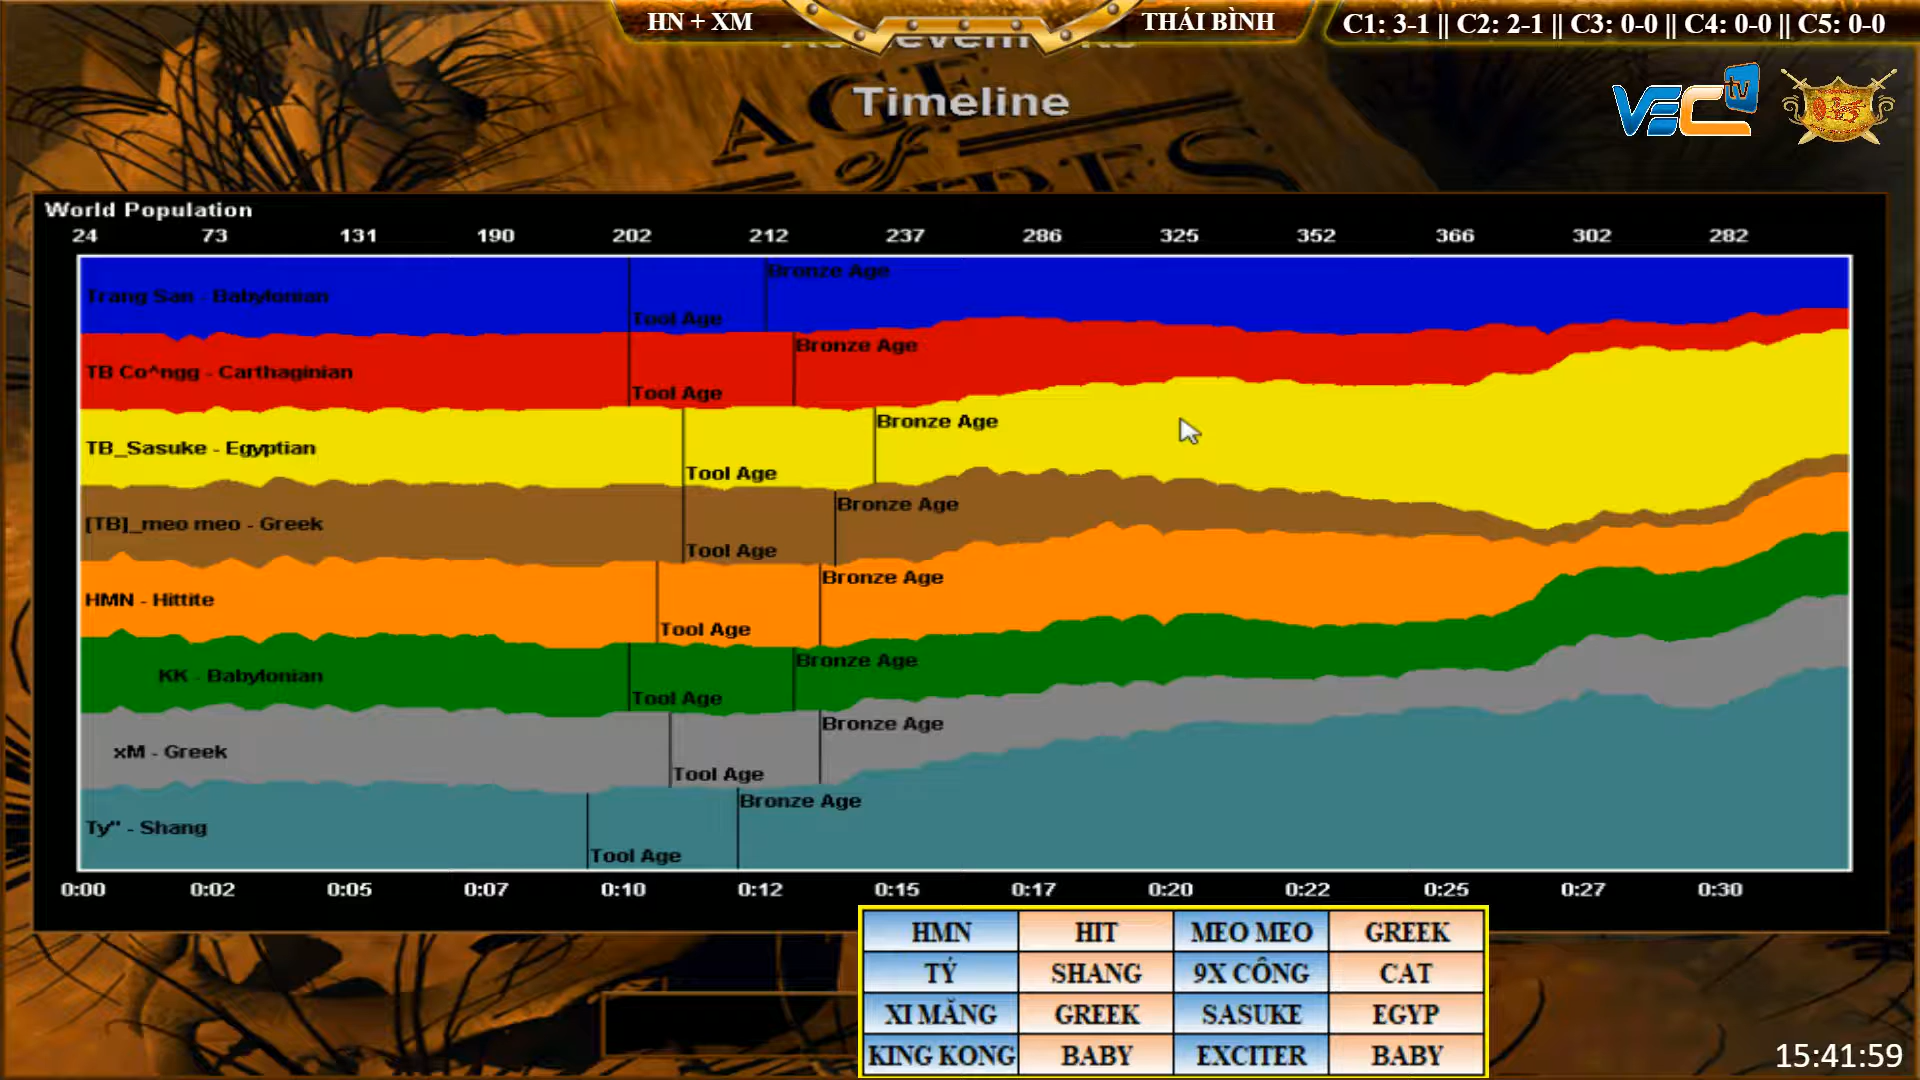 HN + XM
THÁI BÌNH
C1: 3-1 || C2: 2-1 || C3: 0-0 || C4: 0-0 || C5: 0-0
Achievements
Timeline
AGE
of
VECtv
World Population
24 73 131 190 202 212 237 286 325 352 366 302 282
Bronze Age
Trang San - Babylonian
Tool Age
Bronze Age
TB Co^ngg - Carthaginian
Tool Age
Bronze Age
TB_Sasuke - Egyptian
Tool Age
Bronze Age
[TB]_meo meo - Greek
Tool Age
Bronze Age
HMN - Hittite
Tool Age
Bronze Age
KK - Babylonian
Tool Age
Bronze Age
xM - Greek
Tool Age
Bronze Age
Ty" - Shang
Tool Age
0:00 0:02 0:05 0:07 0:10 0:12 0:15 0:17 0:20 0:22 0:25 0:27 0:30
HMN HIT MEO MEO GREEK
TÝ SHANG 9X CÔNG CAT
XI MĂNG GREEK SASUKE EGYP
KING KONG BABY EXCITER BABY
15:41:59